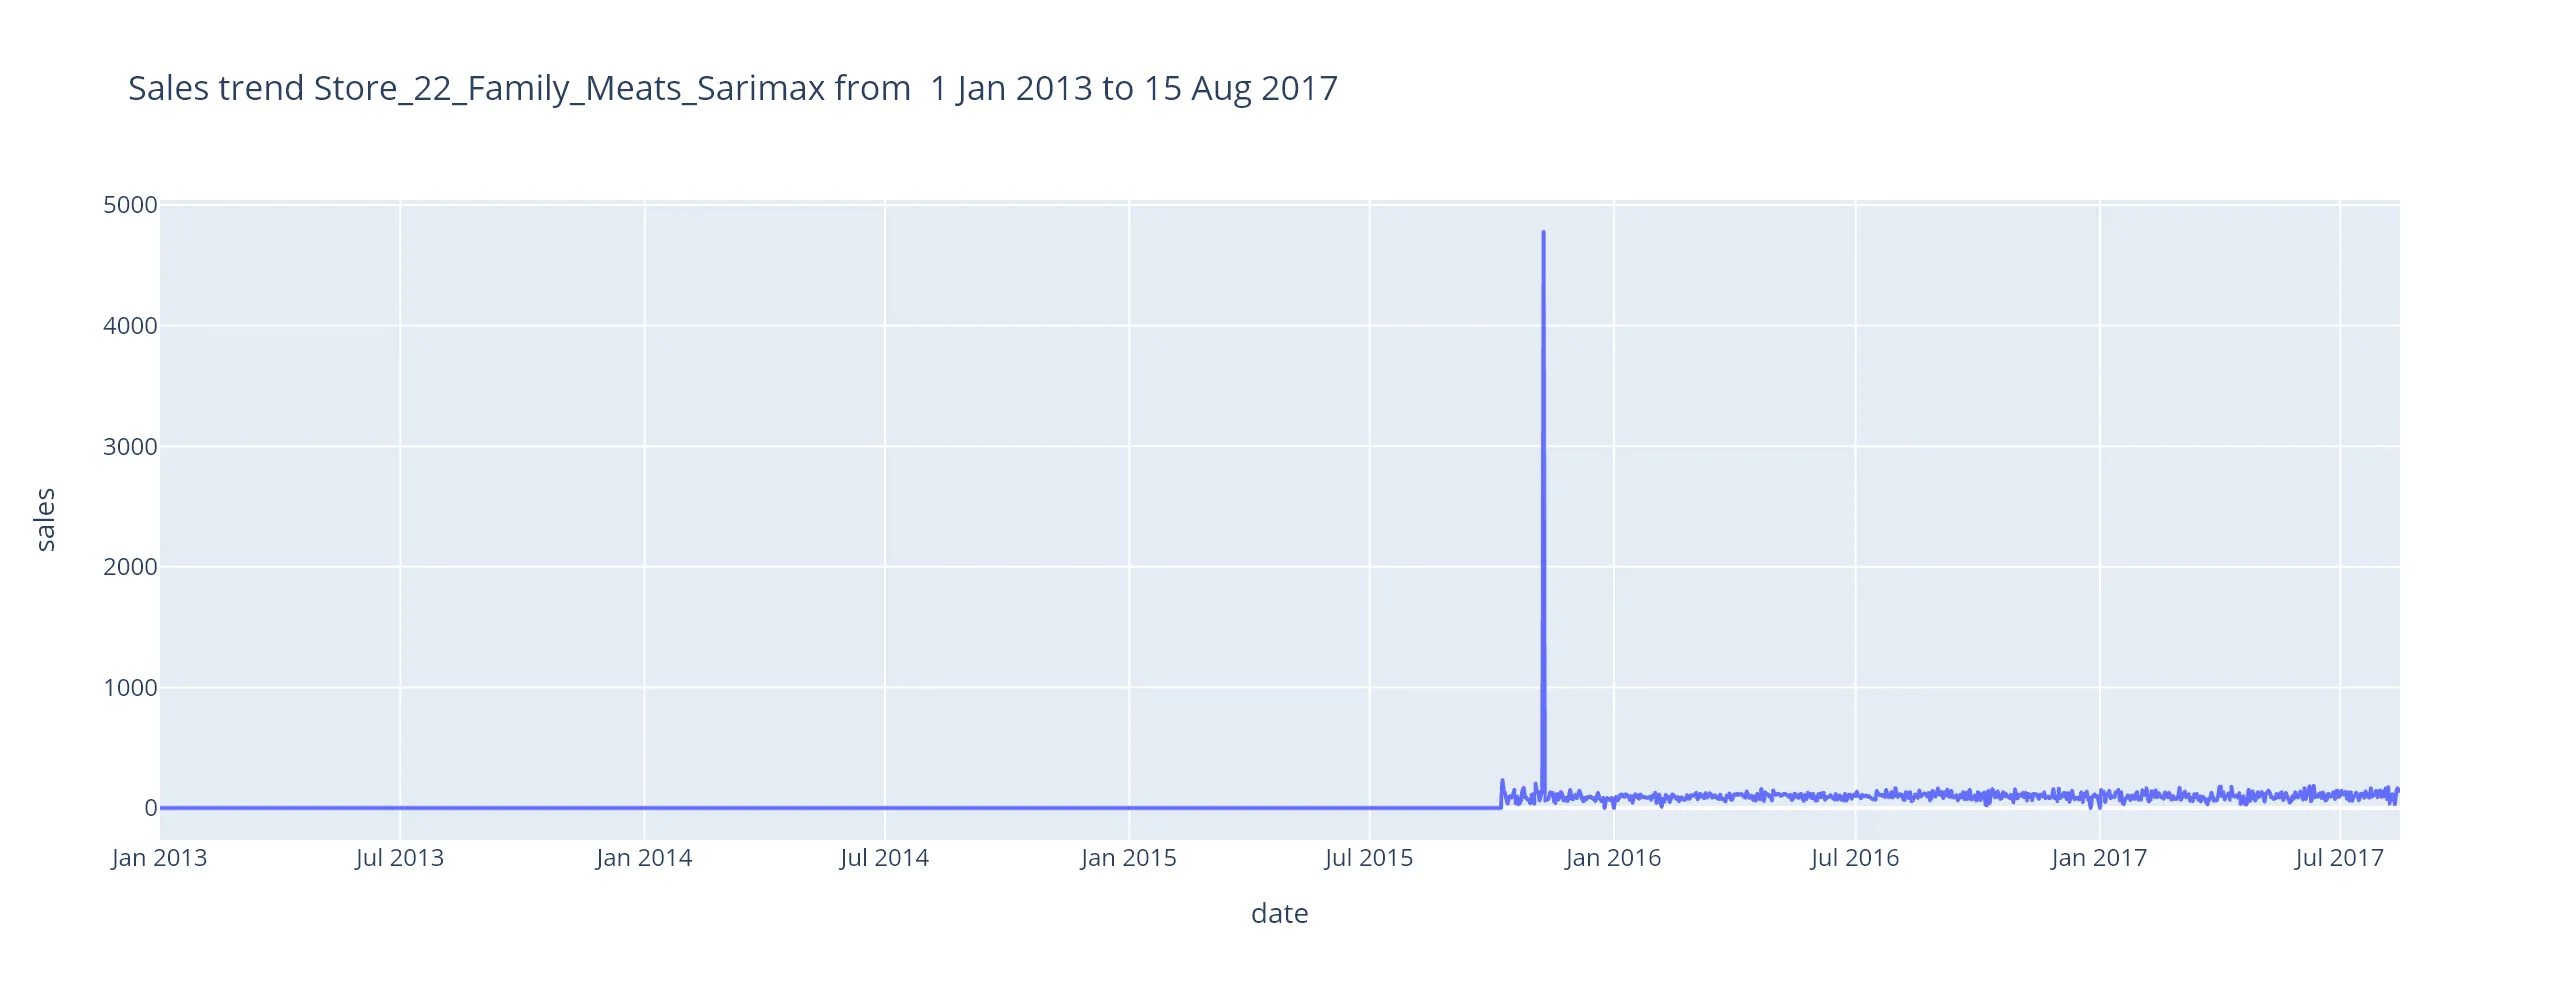 Sales trend Store_22_Family_Meats_Sarimax from  1 Jan 2013 to 15 Aug 2017
5000
4000
3000
2000
1000
0
sales
Jan 2013 Jul 2013 Jan 2014 Jul 2014 Jan 2015 Jul 2015 Jan 2016 Jul 2016 Jan 2017 Jul 2017
date